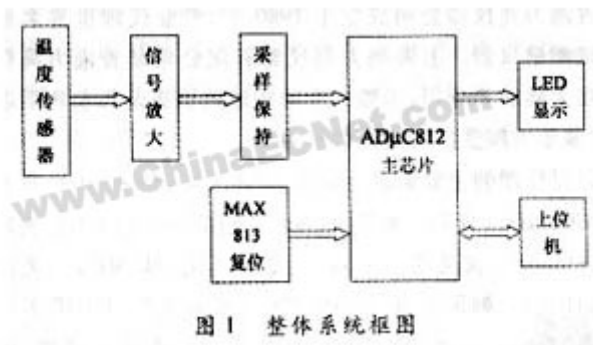 温度传感器
信号放大
采样保持
ADμC812
主芯片
LED
显示
MAX
813
复位
上位
机
www.ChinaECNet.com
图1 整体系统框图